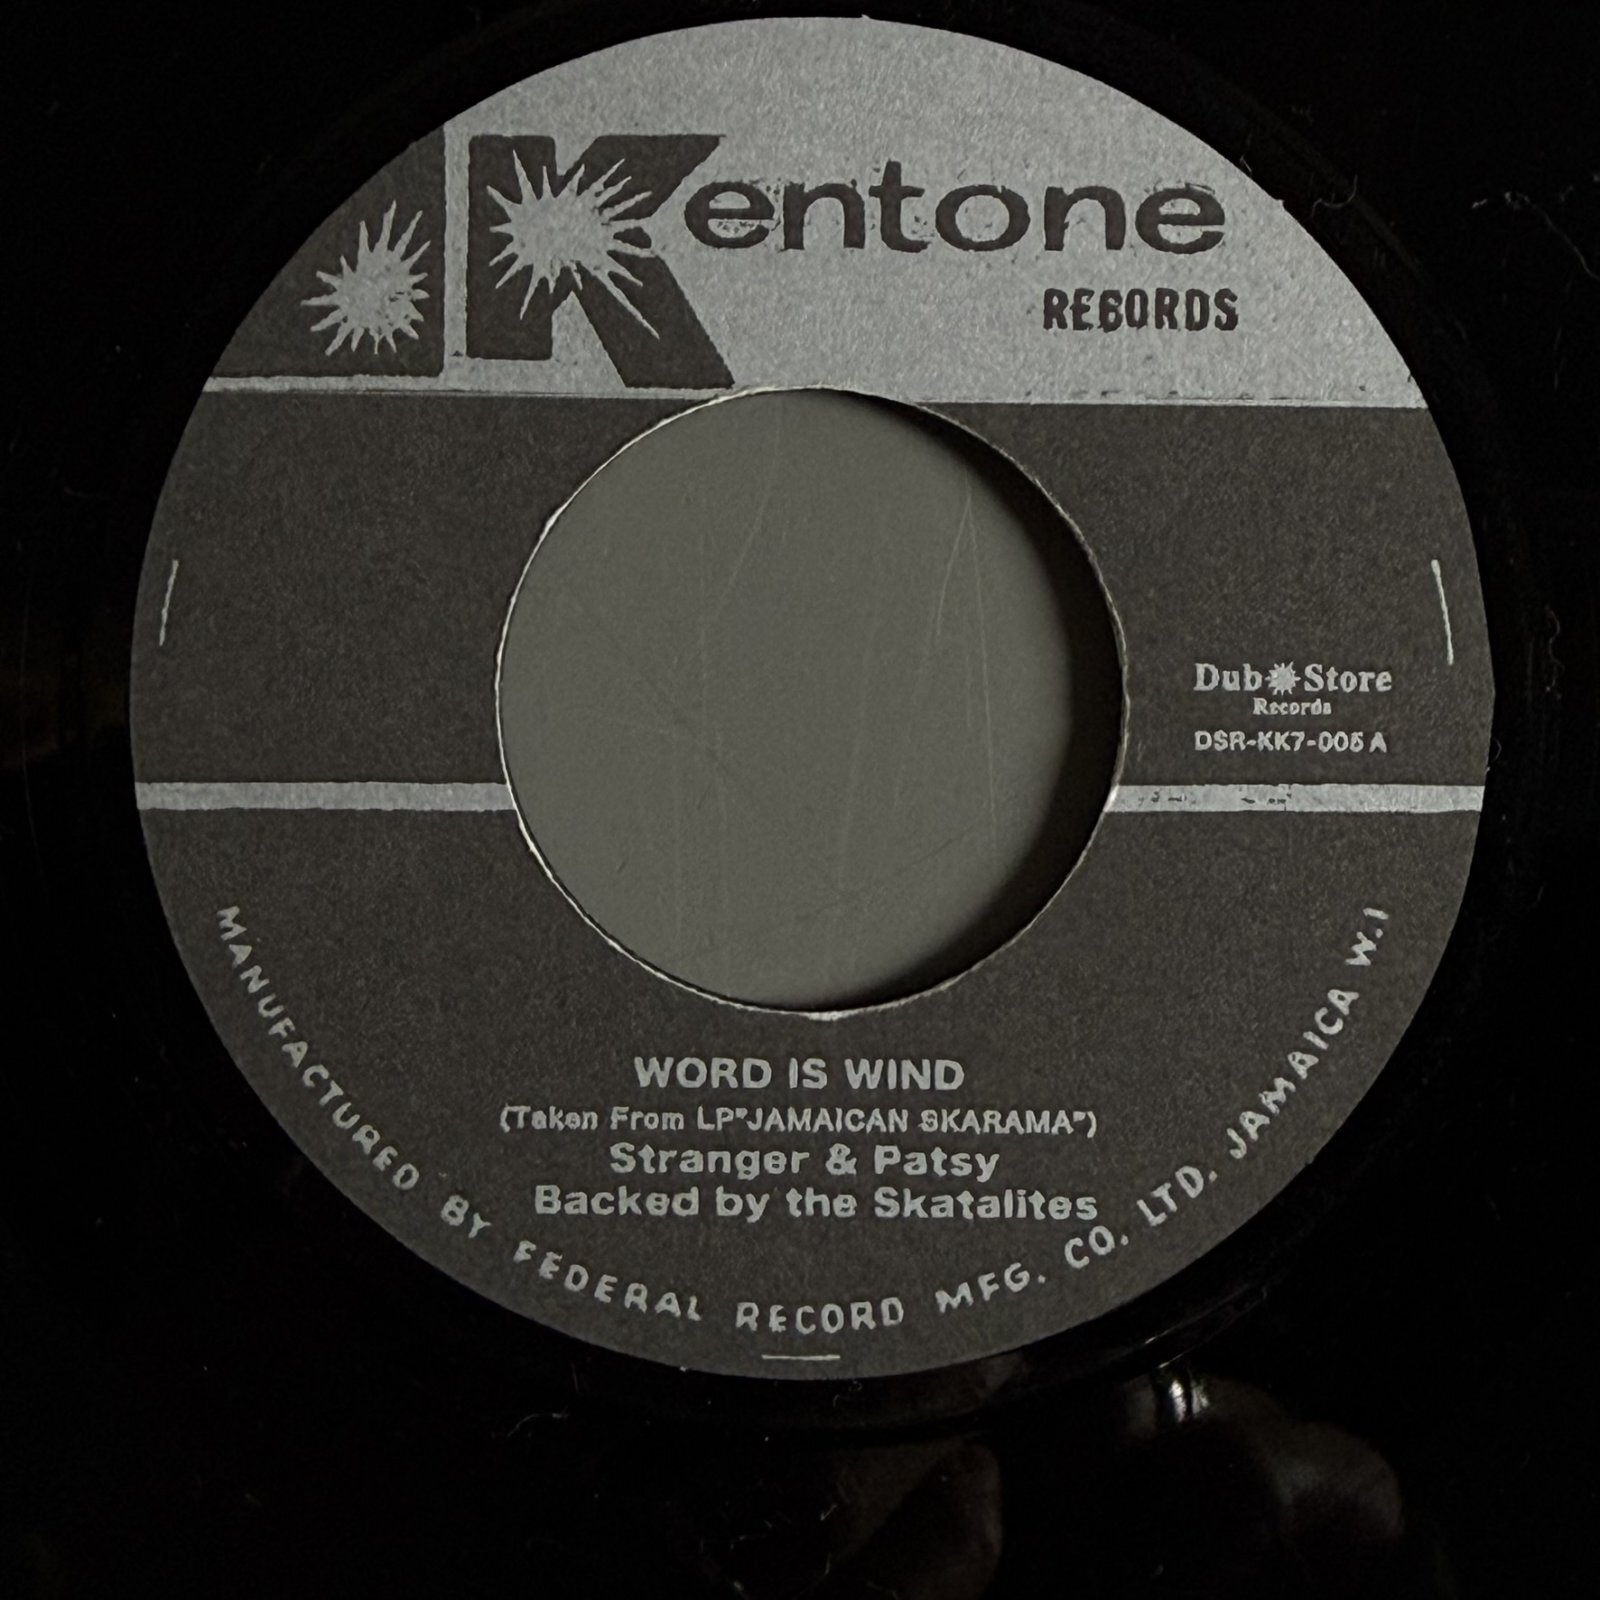 Kentone
RECORDS
Dub Store
Records
DSR-KK7-005 A
WORD IS WIND
(Taken From LP"JAMAICAN SKARAMA")
Stranger & Patsy
Backed by the Skatalites
MANUFACTURED BY FEDERAL RECORD MFG. CO. LTD. JAMAICA W.I